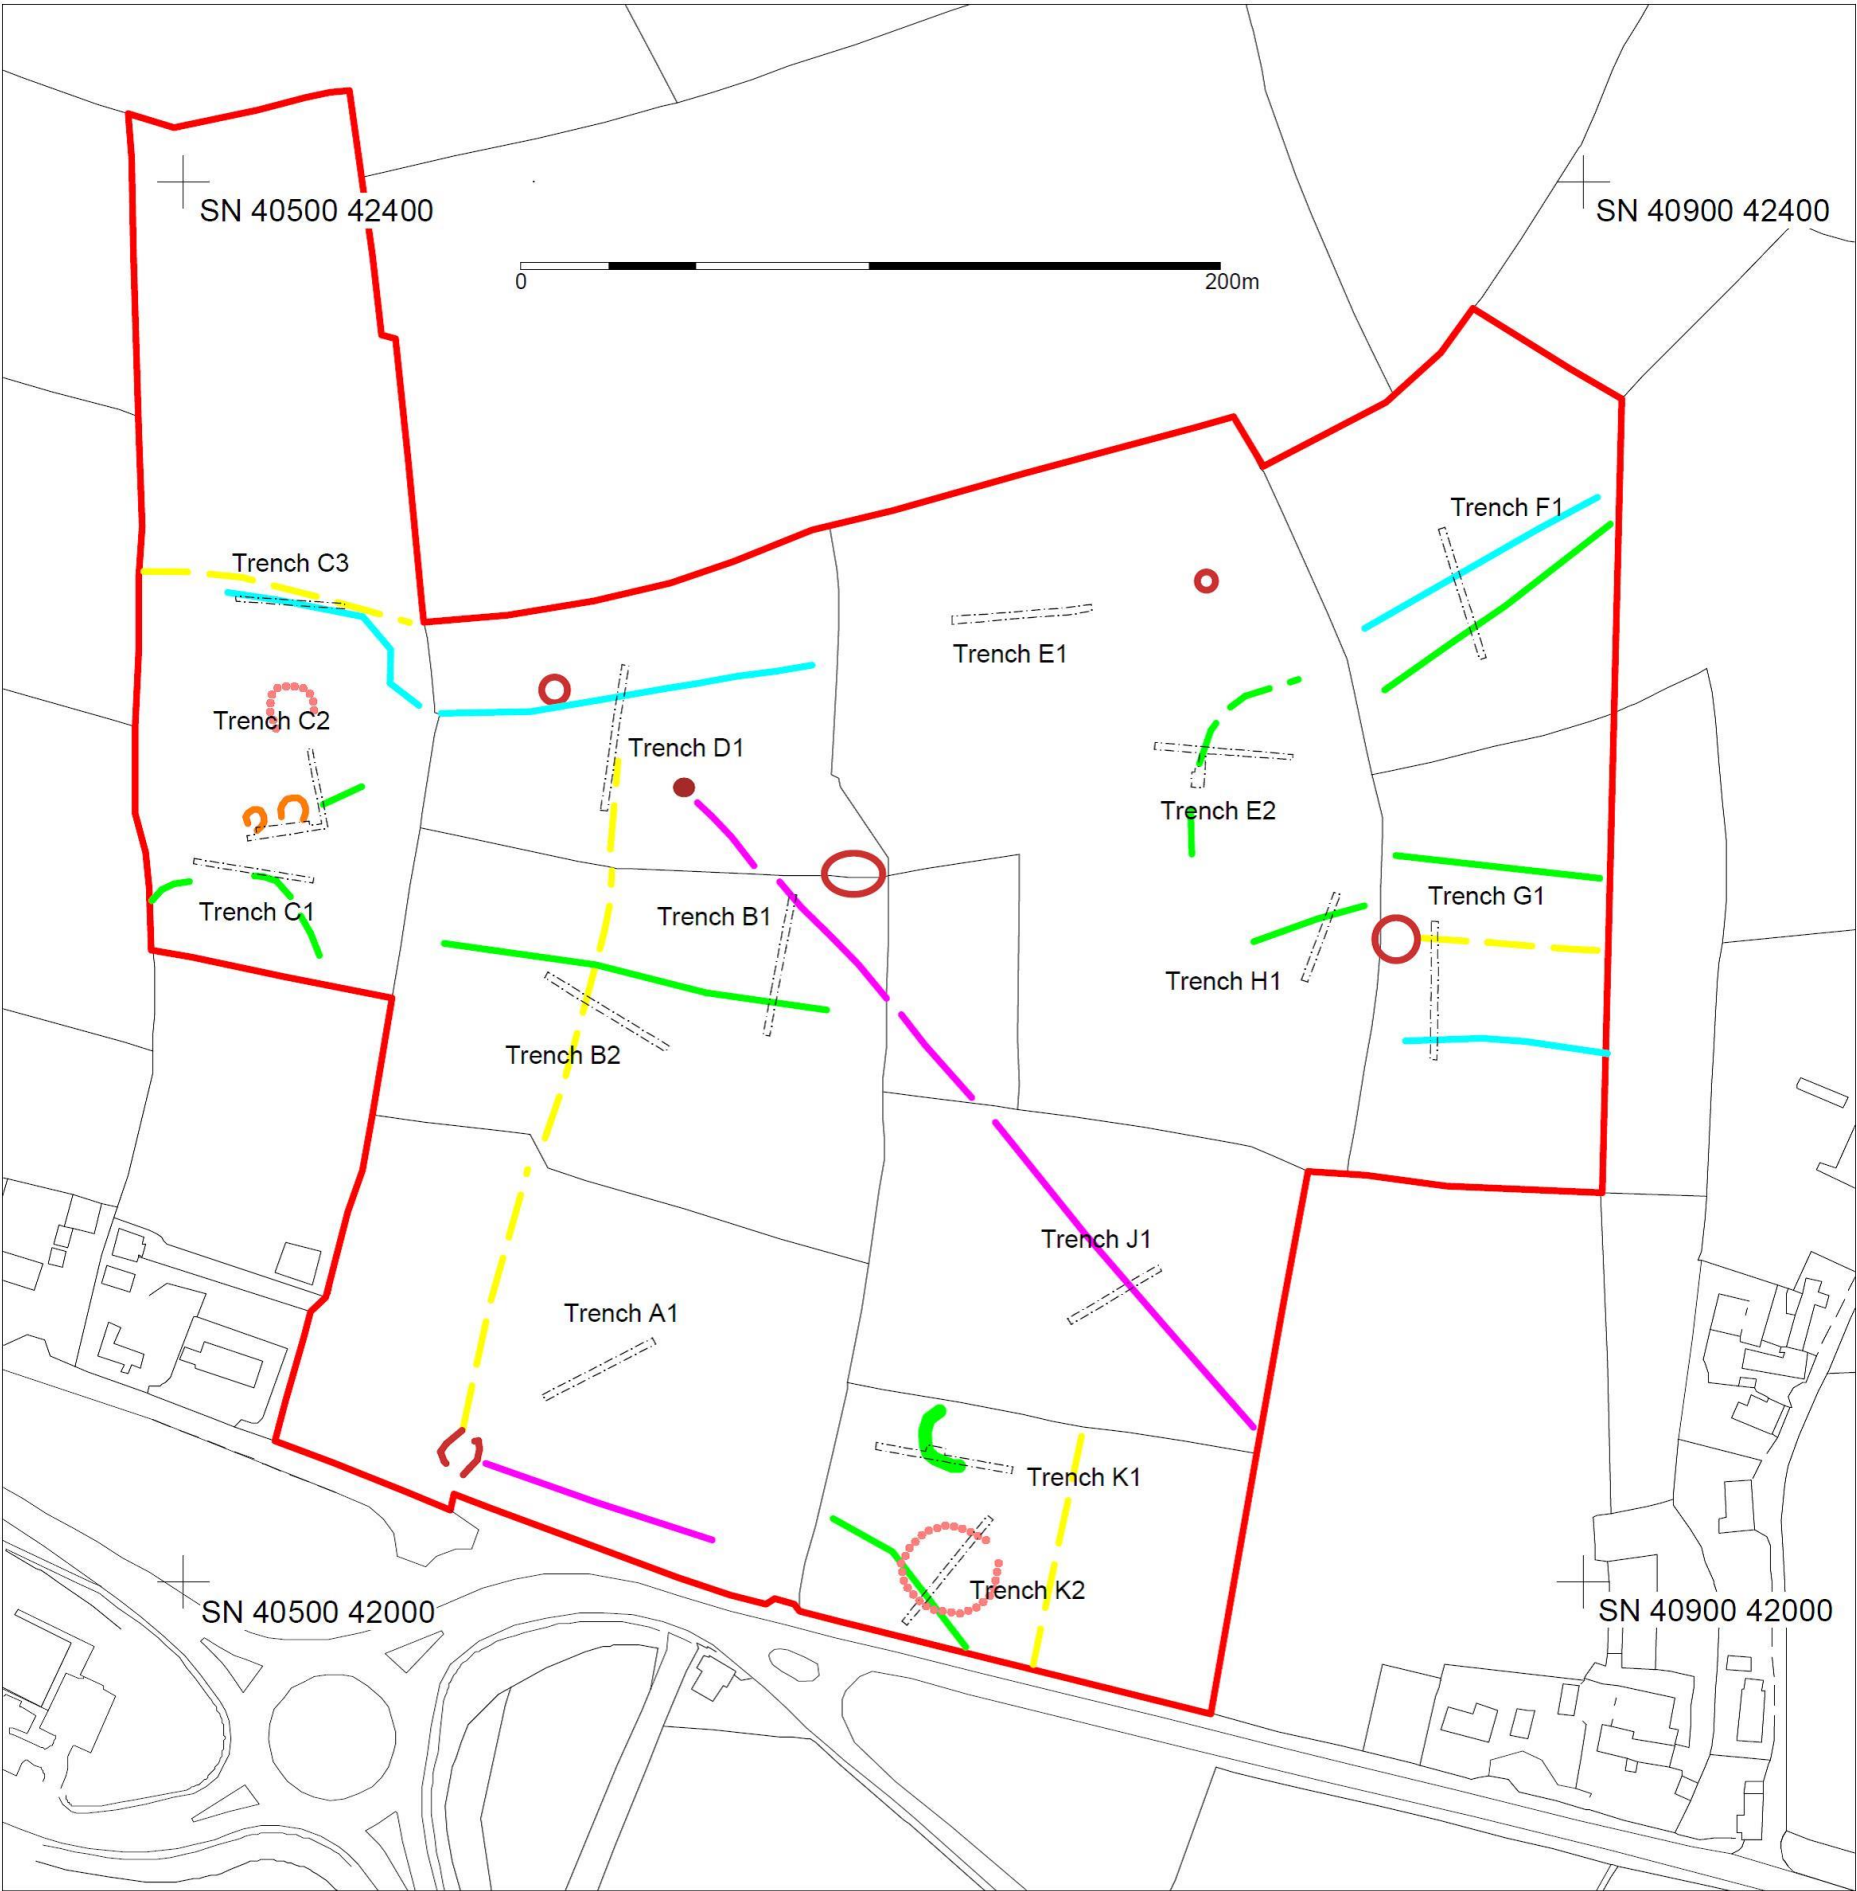 SN 40500 42400
SN 40900 42400
0
200m
Trench F1
Trench C3
Trench E1
Trench C2
Trench D1
Trench E2
Trench G1
Trench C1
Trench B1
Trench H1
Trench B2
Trench J1
Trench A1
Trench K1
Trench K2
SN 40500 42000
SN 40900 42000